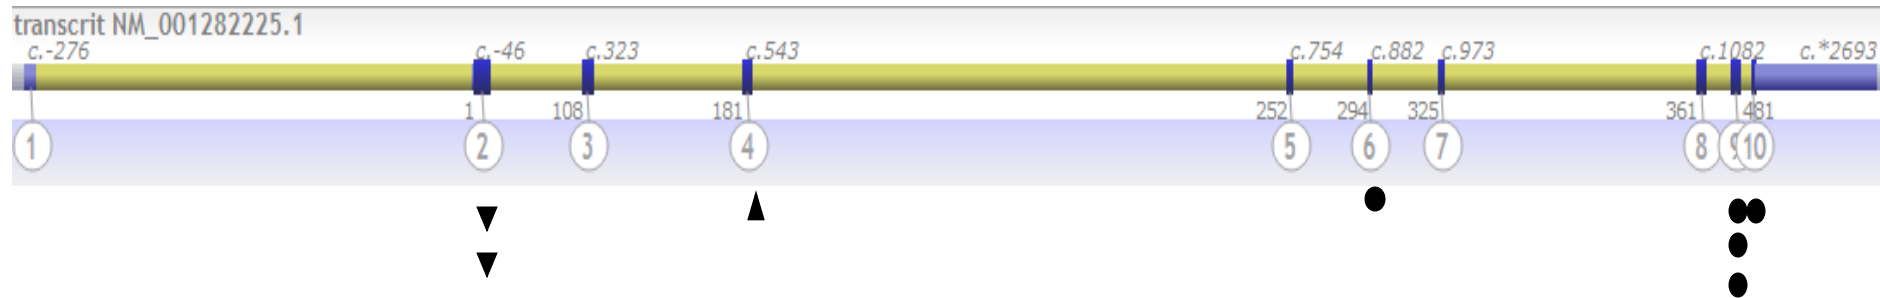 transcrit NM_001282225.1
c.-276 c.-46 c.323 c.543 c.754 c.882 c.973 c.1082 c.*2693
1 108 181 252 294 325 361 481
1 2 3 4 5 6 7 8 9 10